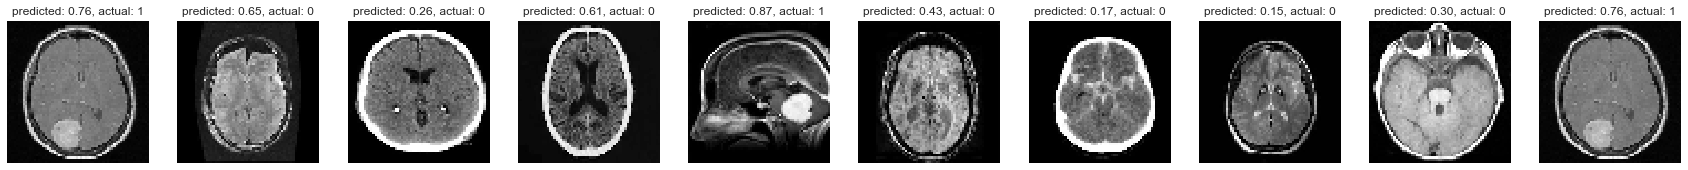 predicted: 0.76, actual: 1
predicted: 0.65, actual: 0
predicted: 0.26, actual: 0
predicted: 0.61, actual: 0
predicted: 0.87, actual: 1
predicted: 0.43, actual: 0
predicted: 0.17, actual: 0
predicted: 0.15, actual: 0
predicted: 0.30, actual: 0
predicted: 0.76, actual: 1